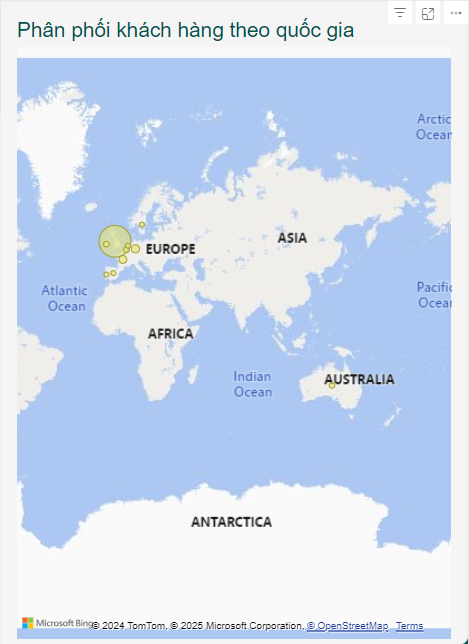 Phân phối khách hàng theo quốc gia
Arctic
Ocean
ASIA
EUROPE
Atlantic
Ocean
Pacific
Ocean
AFRICA
Indian
Ocean
AUSTRALIA
ANTARCTICA
Microsoft Bing
© 2024 TomTom, © 2025 Microsoft Corporation, © OpenStreetMap Terms